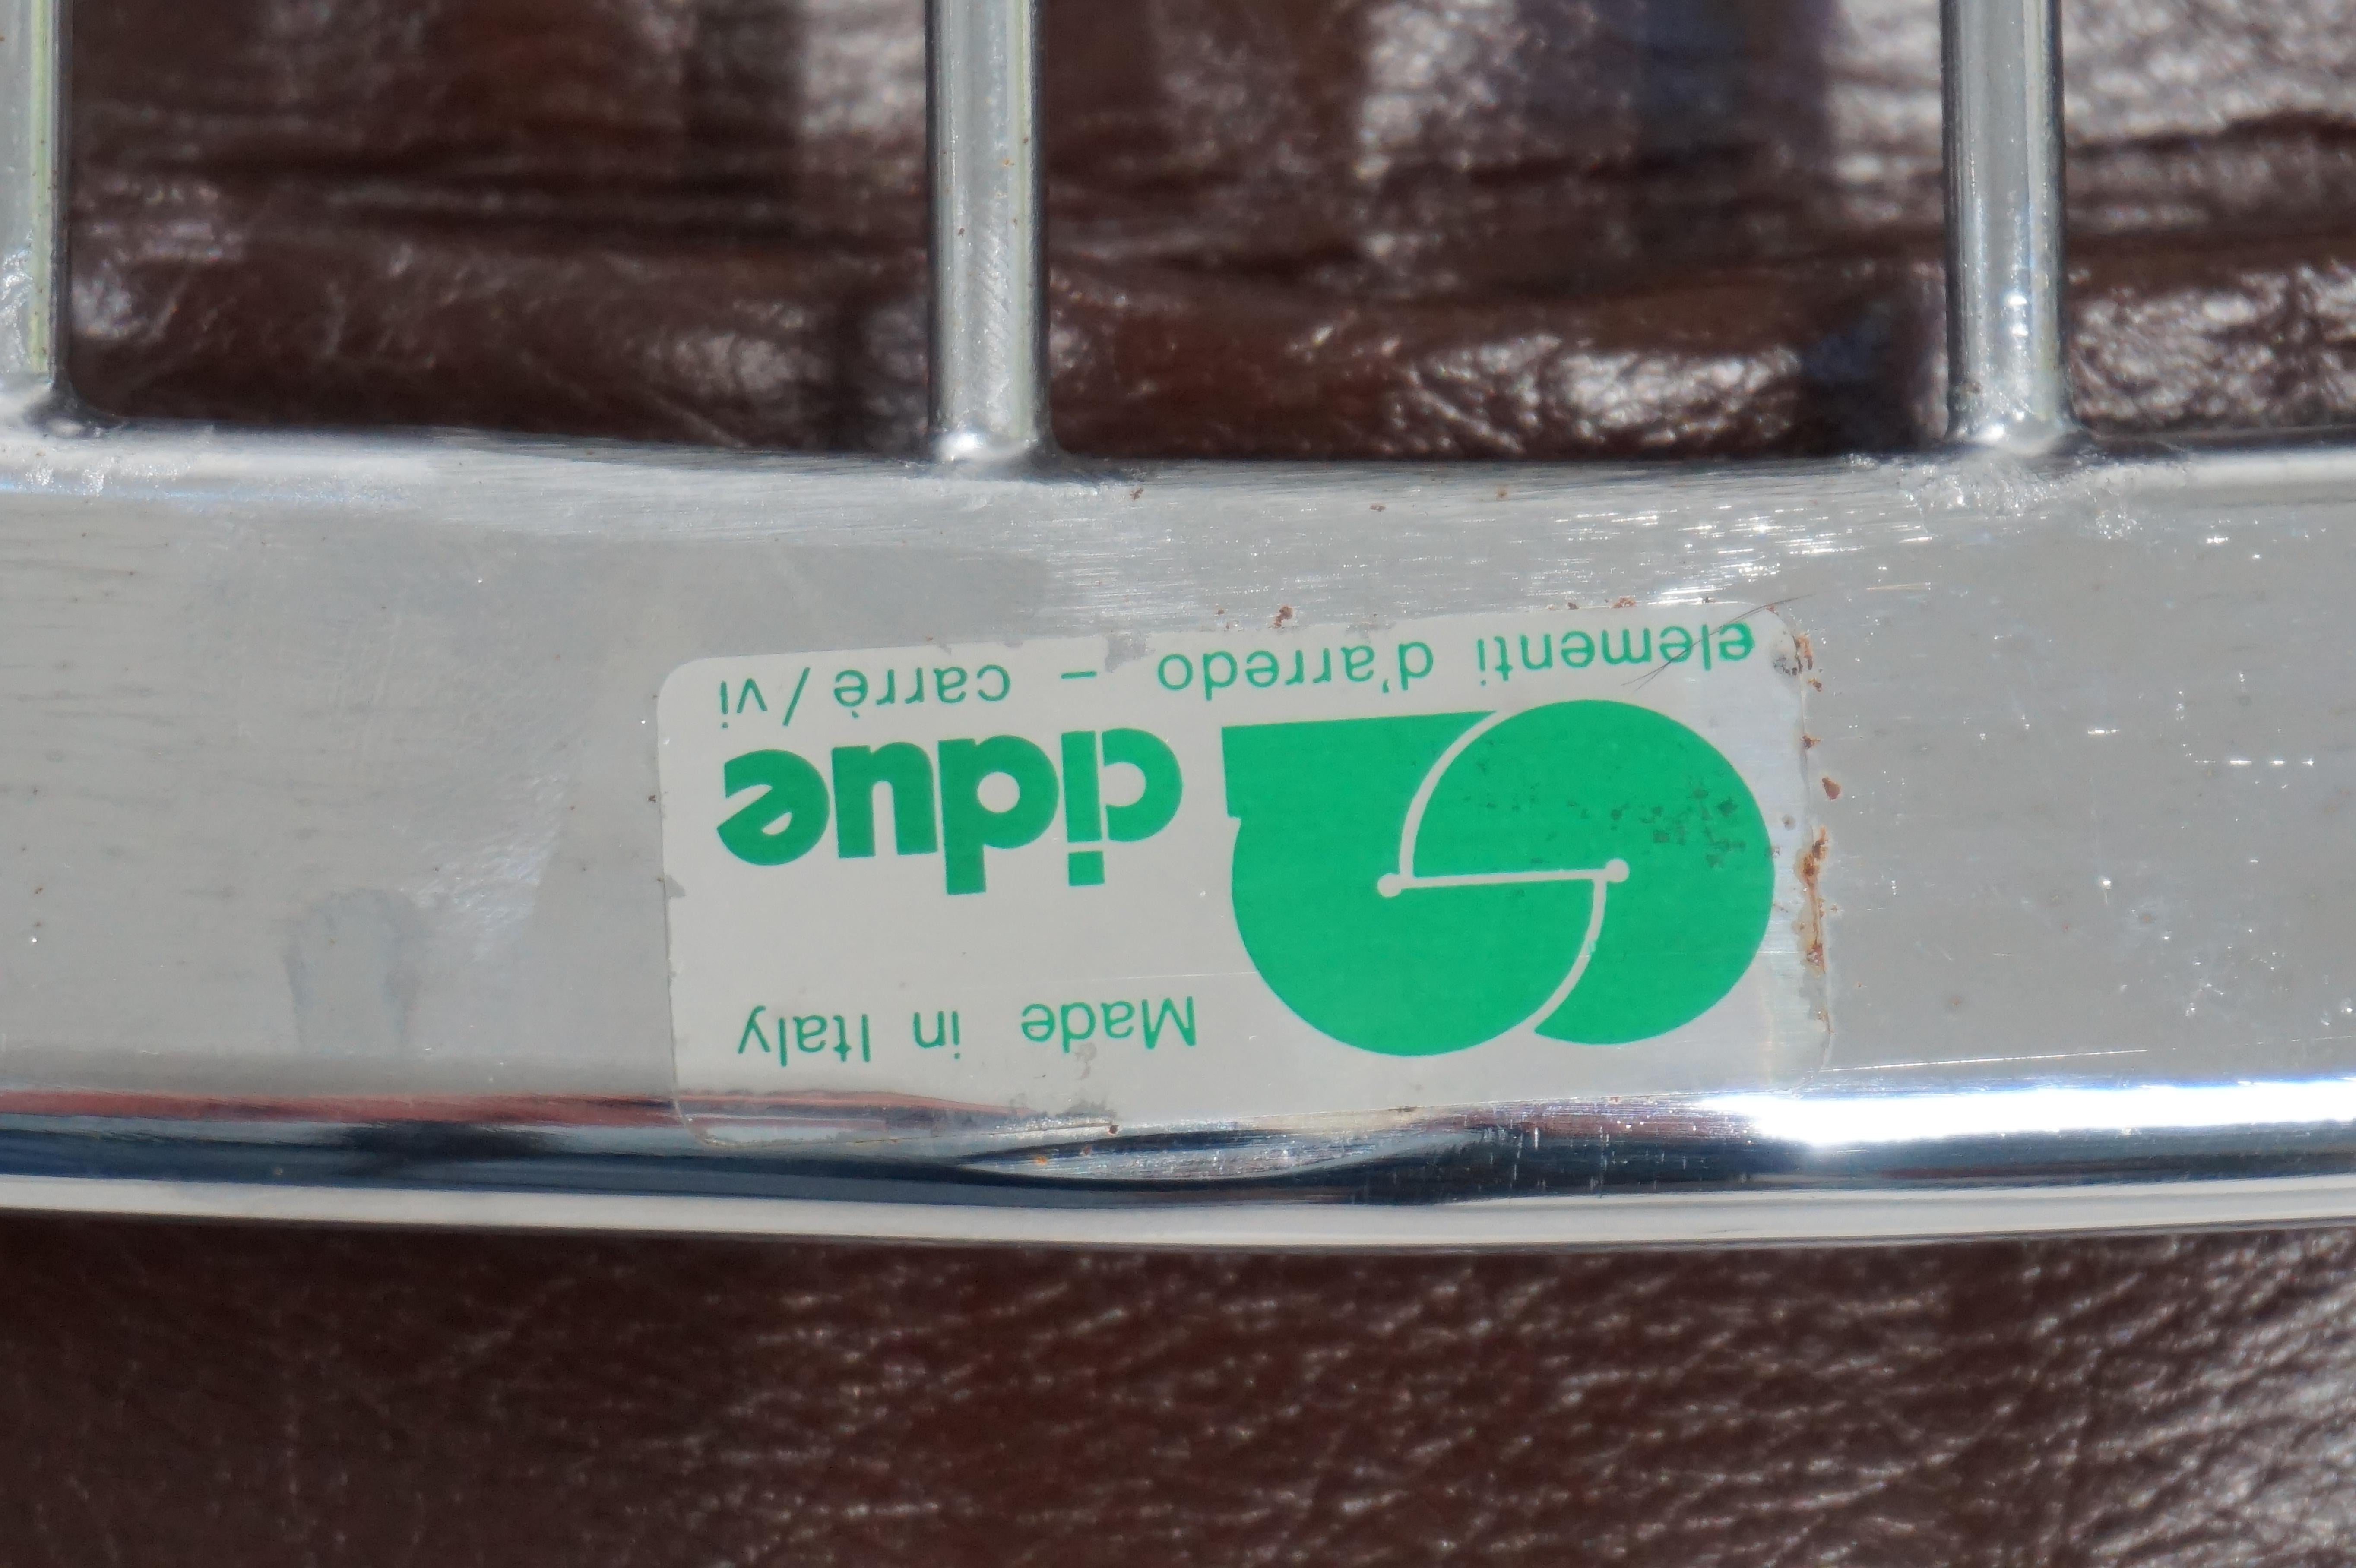 Made in Italy
cidue
elementi d'arredo – carrè/vi